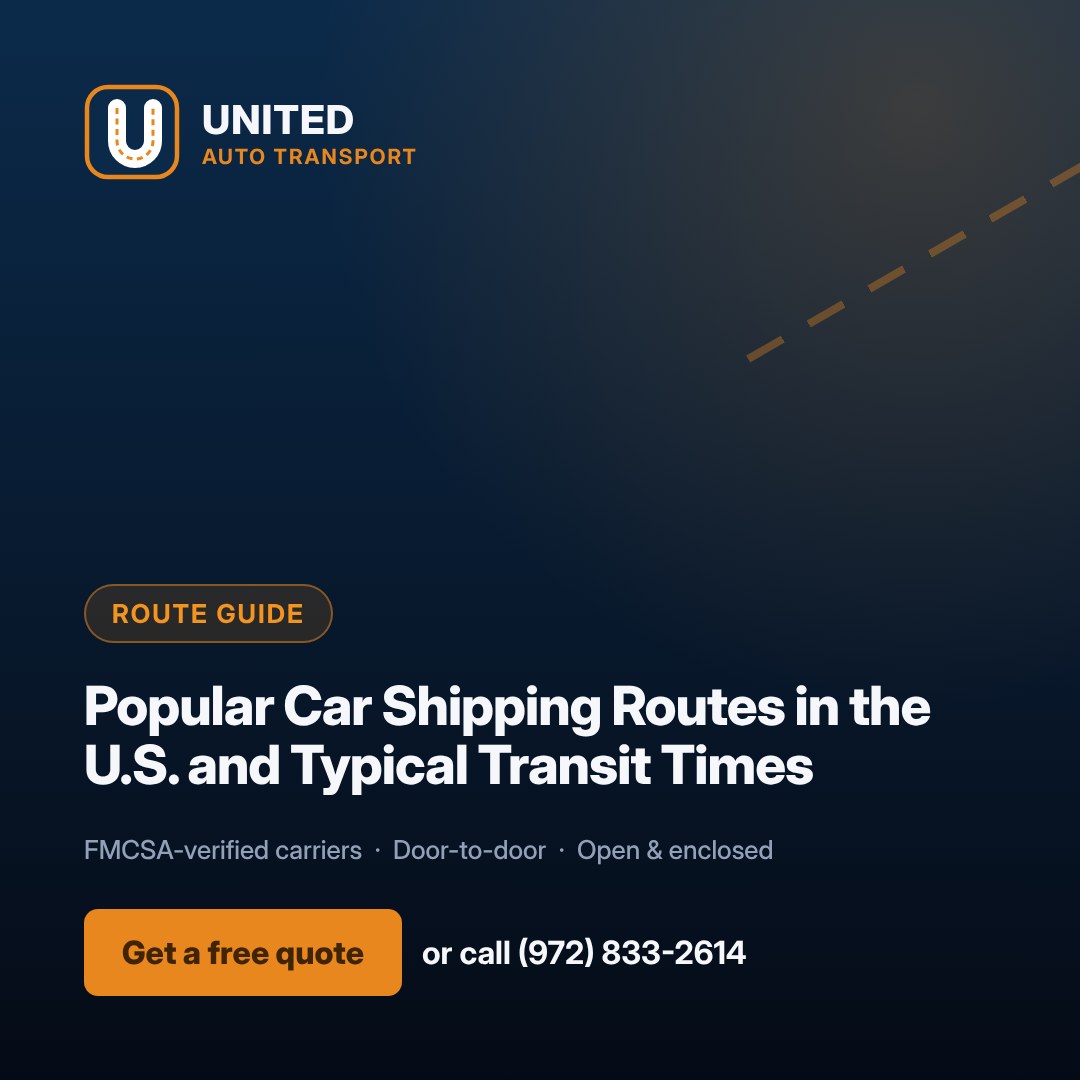 U
UNITED
AUTO TRANSPORT
ROUTE GUIDE
Popular Car Shipping Routes in the
U.S. and Typical Transit Times
FMCSA-verified carriers · Door-to-door · Open & enclosed
Get a free quote or call (972) 833-2614